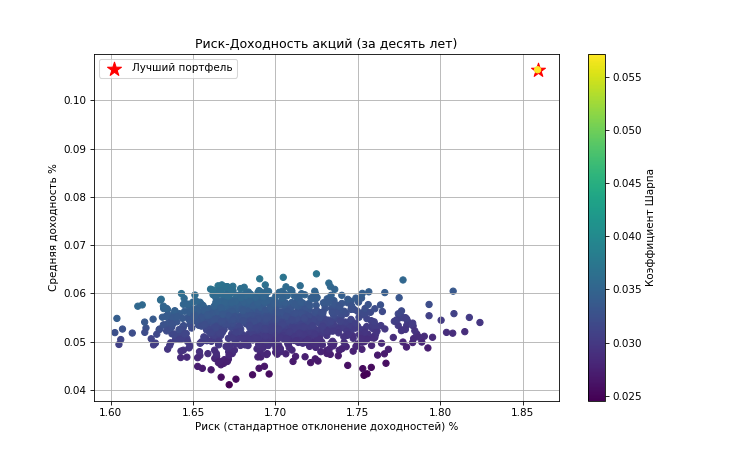 Риск-Доходность акций (за десять лет)
Лучший портфель
Средняя доходность %
0.10
0.09
0.08
0.07
0.06
0.05
0.04
1.60 1.65 1.70 1.75 1.80 1.85
Риск (стандартное отклонение доходностей) %
0.055
0.050
0.045
0.040
0.035
0.030
0.025
Коэффициент Шарпа